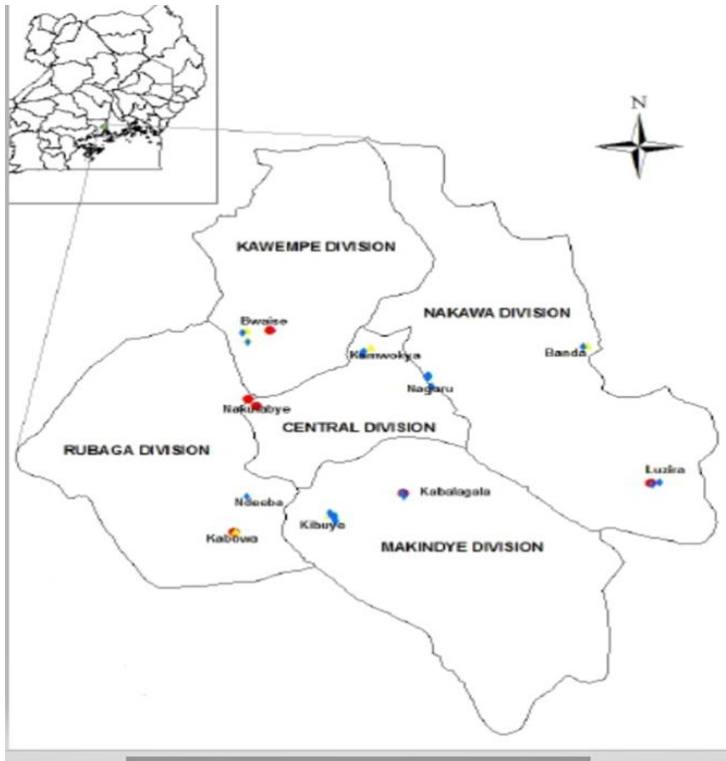 N
KAWEMPE DIVISION
NAKAWA DIVISION
Bwaise
Kamwokya
Banda
Naguru
Nakulabye
CENTRAL DIVISION
RUBAGA DIVISION
Luzira
Kabalagala
Ndeeba
Kibuye
Kabowa
MAKINDYE DIVISION